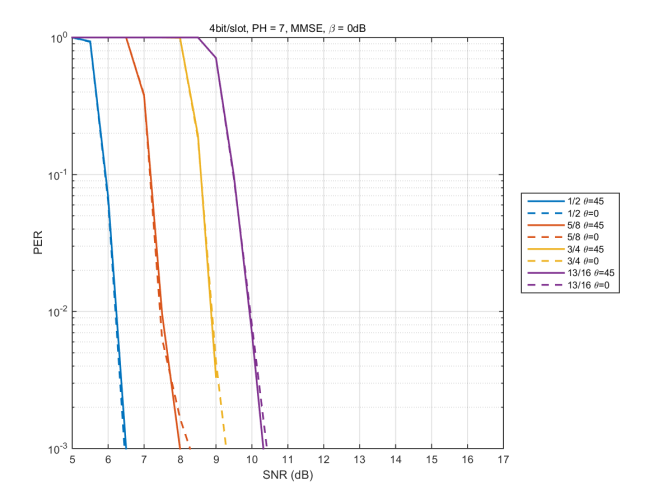 4bit/slot, PH = 7, MMSE, β = 0dB
10^0
10^-1
10^-2
10^-3
PER
5 6 7 8 9 10 11 12 13 14 15 16 17
SNR (dB)
1/2 θ=45
1/2 θ=0
5/8 θ=45
5/8 θ=0
3/4 θ=45
3/4 θ=0
13/16 θ=45
13/16 θ=0